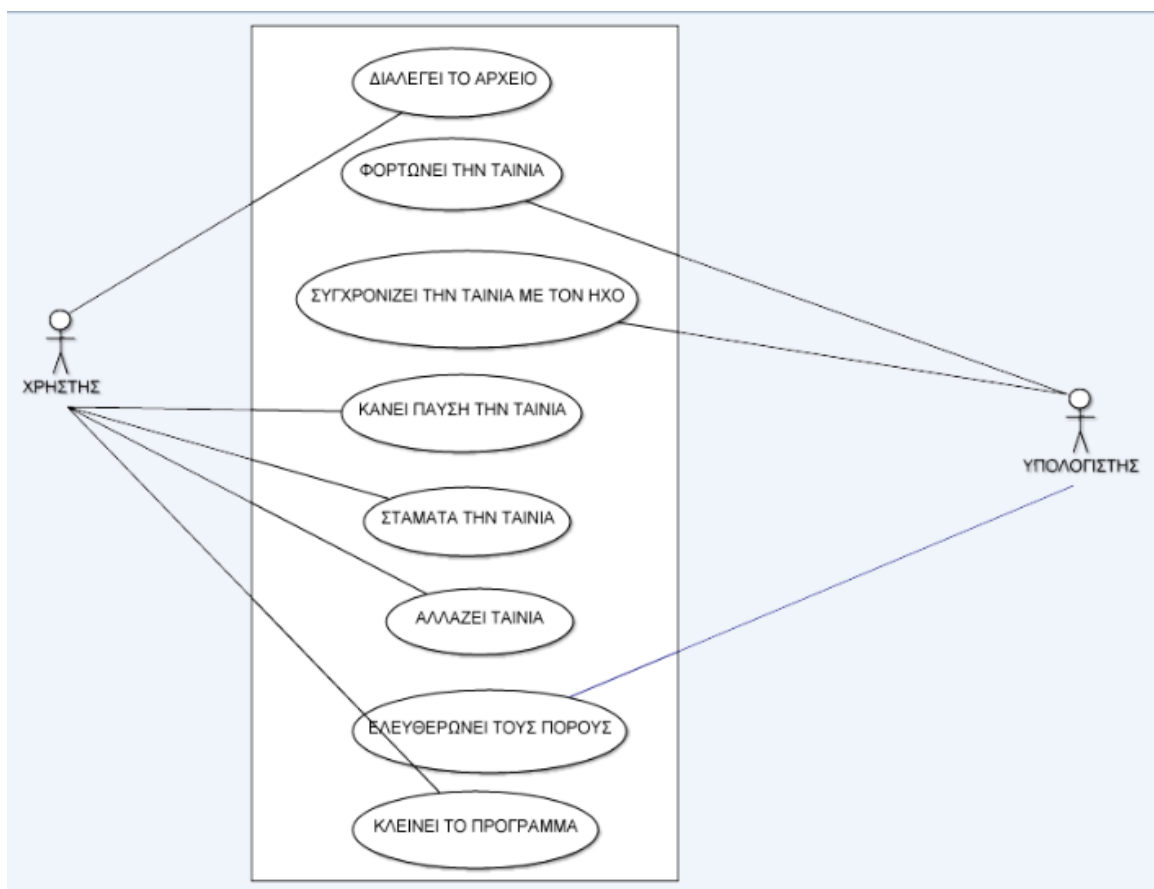 ΔΙΑΛΕΓΕΙ ΤΟ ΑΡΧΕΙΟ
ΦΟΡΤΩΝΕΙ ΤΗΝ ΤΑΙΝΙΑ
ΣΥΓΧΡΟΝΙΖΕΙ ΤΗΝ ΤΑΙΝΙΑ ΜΕ ΤΟΝ ΗΧΟ
ΧΡΗΣΤΗΣ
ΚΑΝΕΙ ΠΑΥΣΗ ΤΗΝ ΤΑΙΝΙΑ
ΥΠΟΛΟΓΙΣΤΗΣ
ΣΤΑΜΑΤΑ ΤΗΝ ΤΑΙΝΙΑ
ΑΛΛΑΖΕΙ ΤΑΙΝΙΑ
ΕΛΕΥΘΕΡΩΝΕΙ ΤΟΥΣ ΠΟΡΟΥΣ
ΚΛΕΙΝΕΙ ΤΟ ΠΡΟΓΡΑΜΜΑ